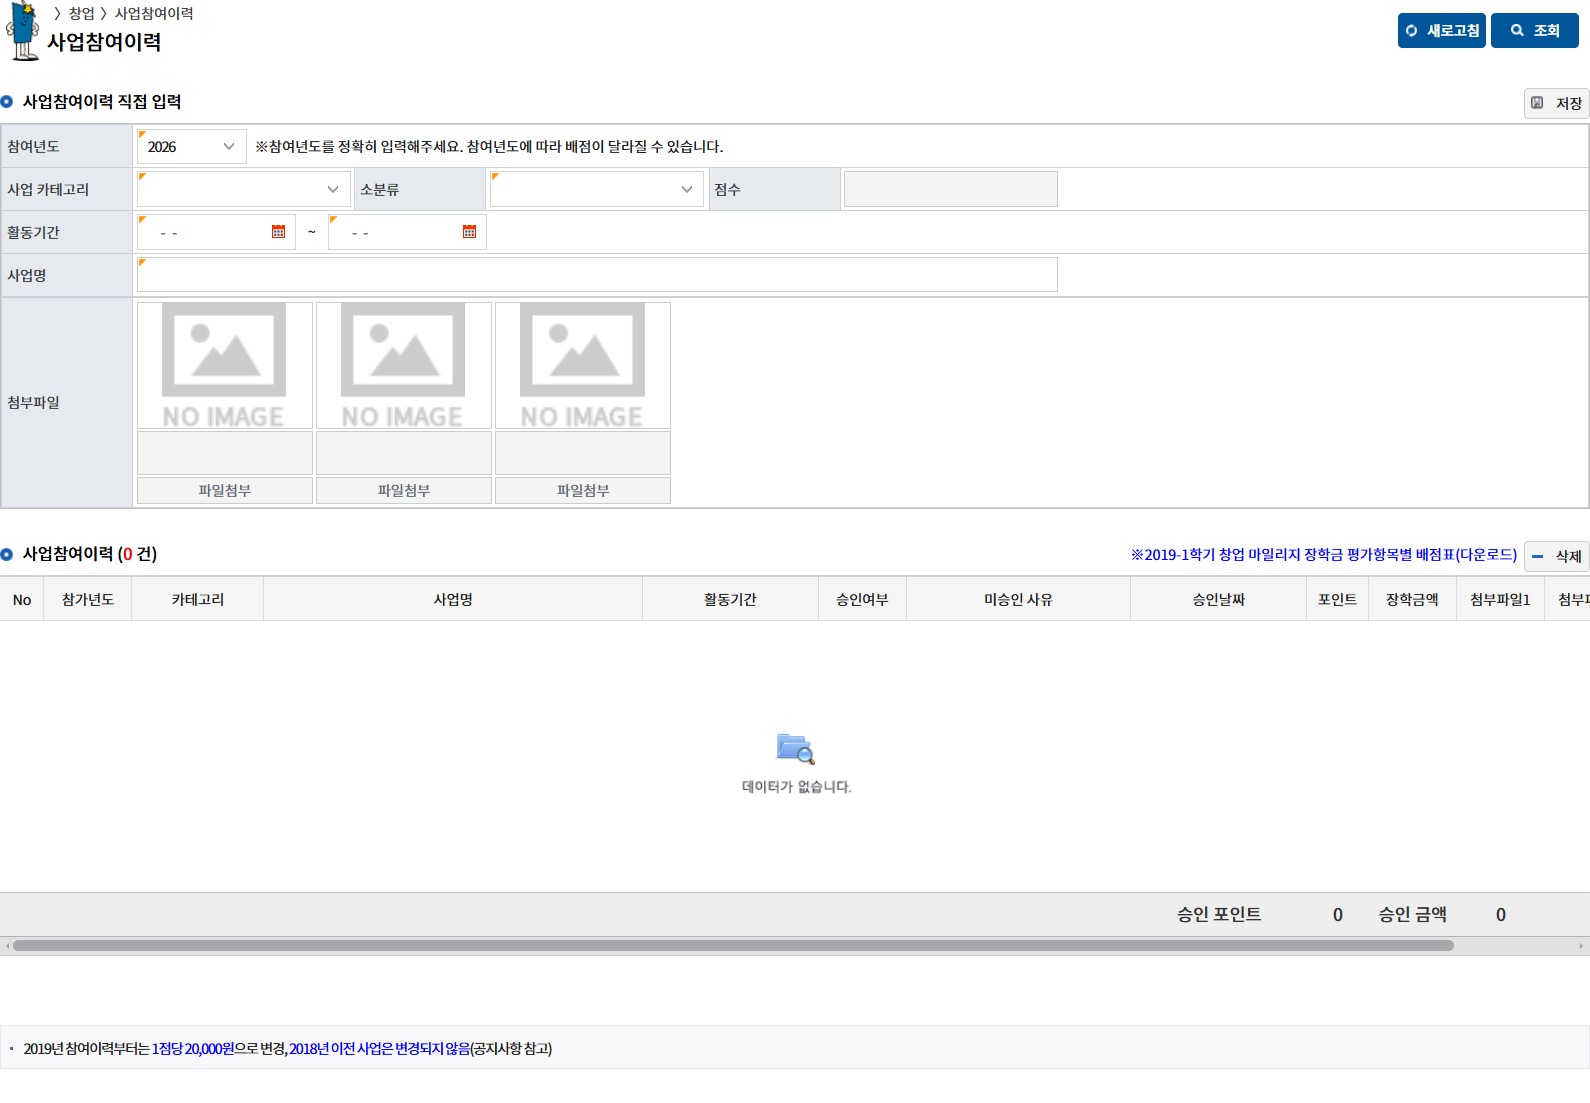 〉 창업 〉 사업참여이력
사업참여이력
새로고침
조회
사업참여이력 직접 입력
저장
참여년도 2026 ※참여년도를 정확히 입력해주세요. 참여년도에 따라 배점이 달라질 수 있습니다.
사업 카테고리 소분류 점수
활동기간 - - ~ - -
사업명
첨부파일
NO IMAGE NO IMAGE NO IMAGE
파일첨부 파일첨부 파일첨부
사업참여이력 (0 건)
※2019-1학기 창업 마일리지 장학금 평가항목별 배점표(다운로드)
삭제
No 참가년도 카테고리 사업명 활동기간 승인여부 미승인 사유 승인날짜 포인트 장학금액 첨부파일1 첨부
데이터가 없습니다.
승인 포인트 0 승인 금액 0
2019년 참여이력부터는 1점당 20,000원으로 변경, 2018년 이전 사업은 변경되지 않음(공지사항 참고)